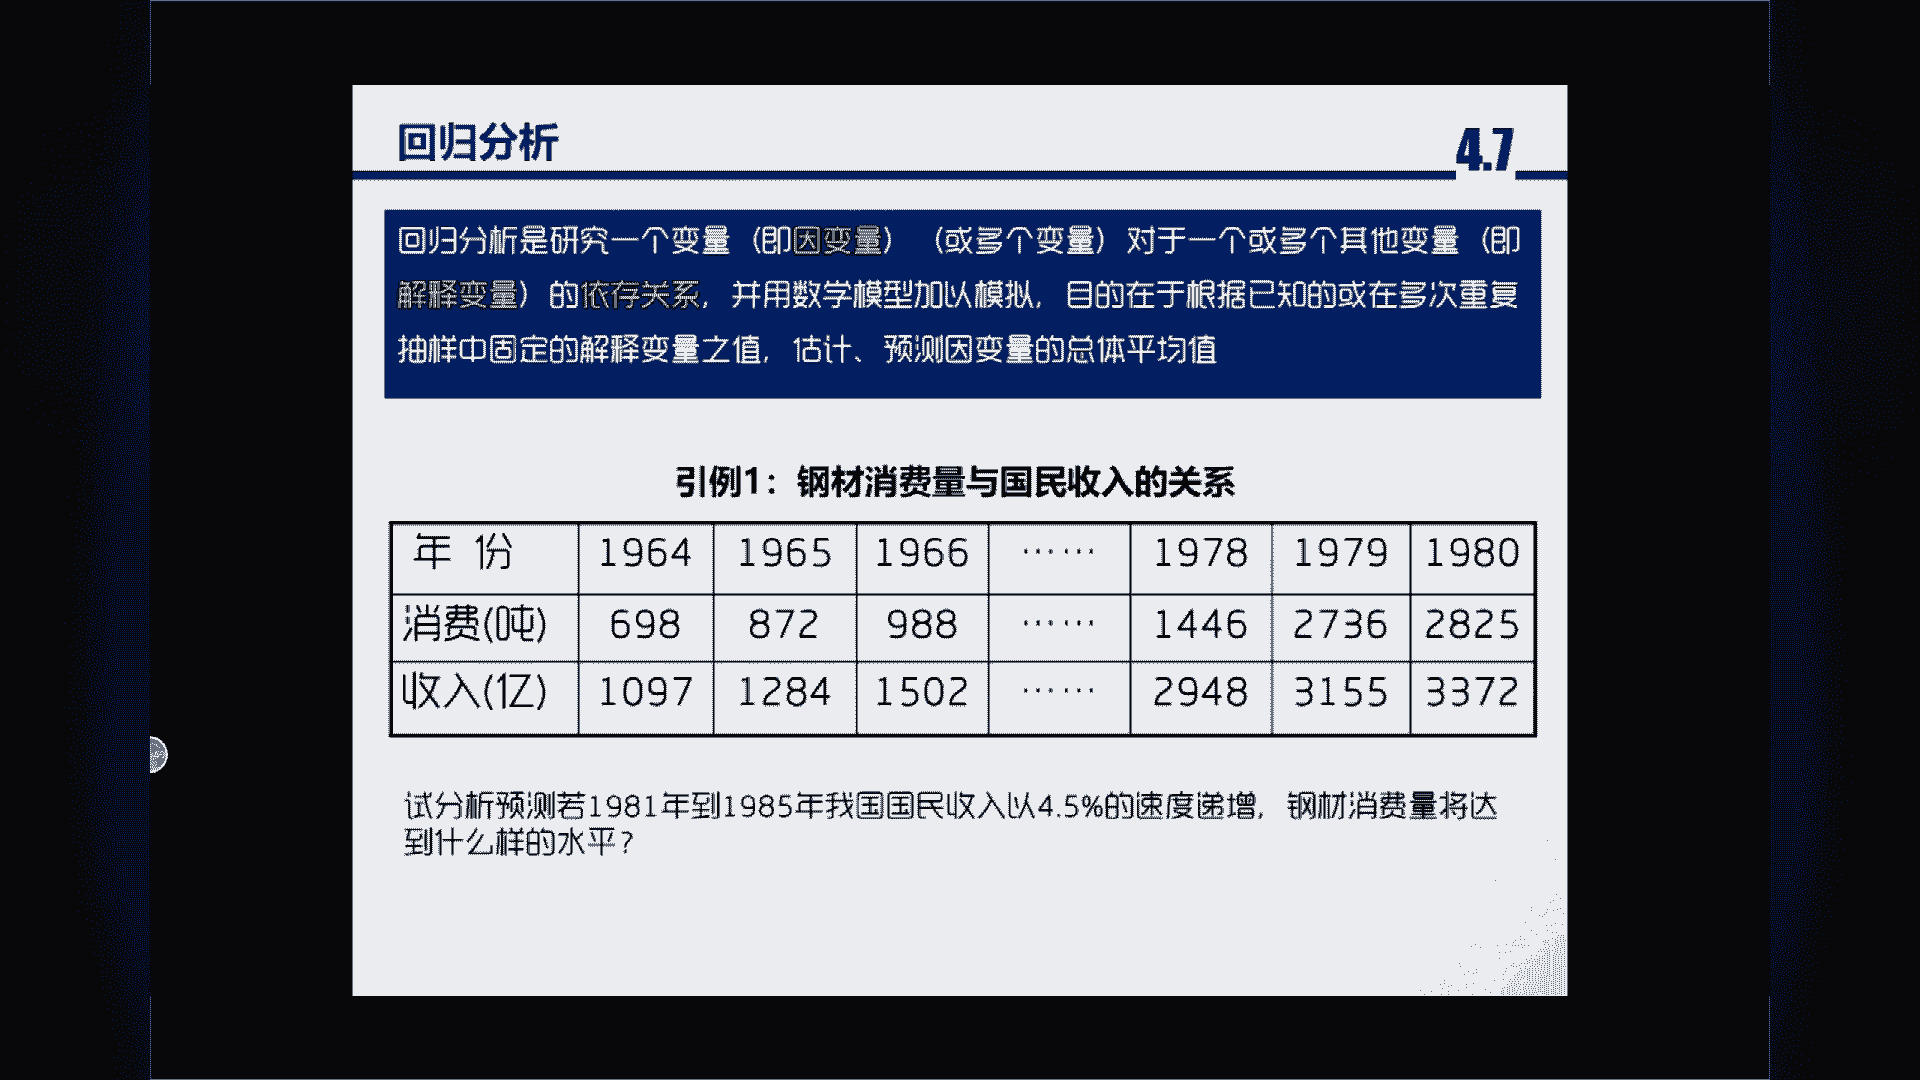 回归分析
4.7
回归分析是研究一个变量（即因变量）（或多个变量）对于一个或多个其他变量（即
解释变量）的依存关系，并用数学模型加以模拟，目的在于根据已知的或在多次重复
抽样中固定的解释变量之值，估计、预测因变量的总体平均值
引例1：钢材消费量与国民收入的关系
年 份 1964 1965 1966 …… 1978 1979 1980
消费(吨) 698 872 988 …… 1446 2736 2825
收入(亿) 1097 1284 1502 …… 2948 3155 3372
试分析预测若1981年到1985年我国国民收入以4.5%的速度递增，钢材消费量将达
到什么样的水平？